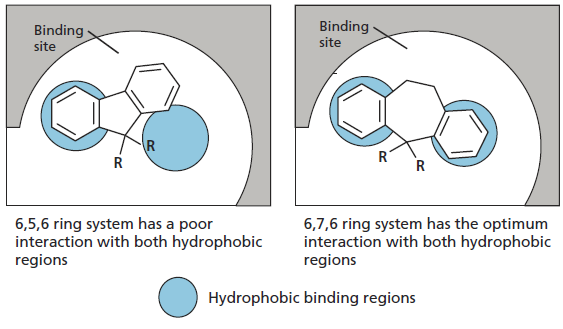 Binding
site
R
R
6,5,6 ring system has a poor
interaction with both hydrophobic
regions
Binding
site
R
R
6,7,6 ring system has the optimum
interaction with both hydrophobic
regions
Hydrophobic binding regions